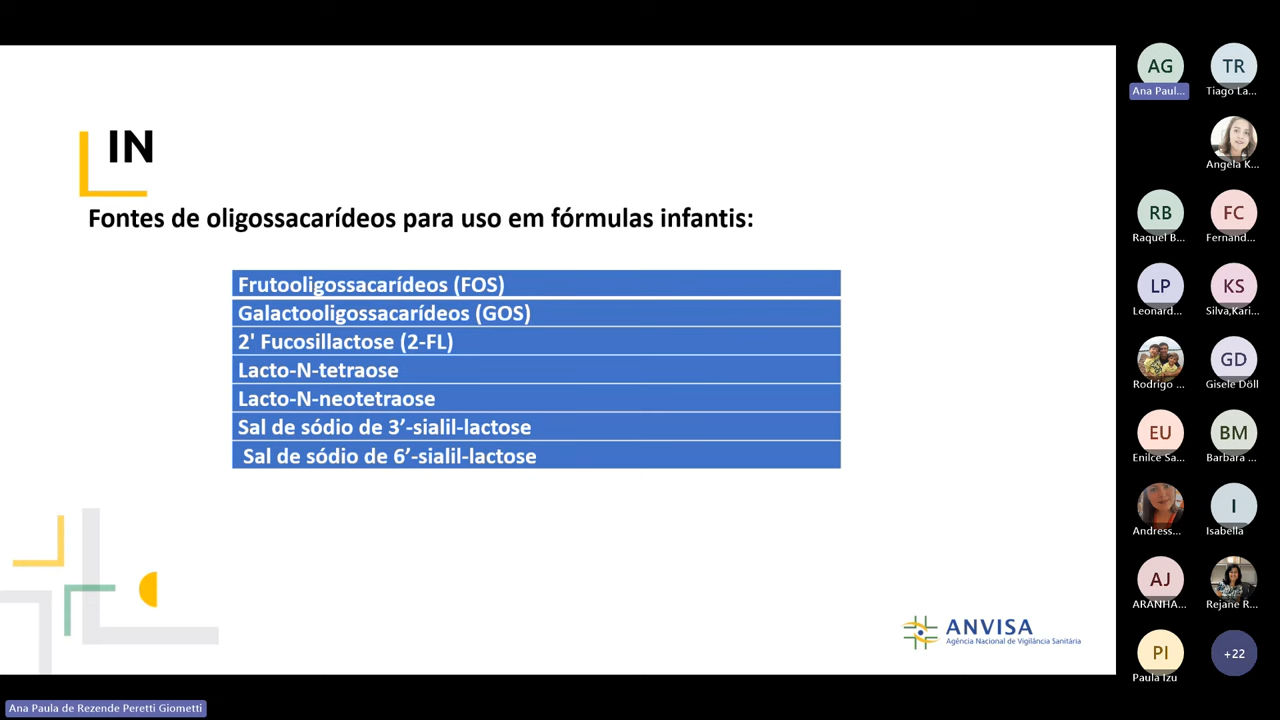 IN
Fontes de oligossacarídeos para uso em fórmulas infantis:
Frutooligossacarídeos (FOS)
Galactooligossacarídeos (GOS)
2' Fucosillactose (2-FL)
Lacto-N-tetraose
Lacto-N-neotetraose
Sal de sódio de 3’-sialil-lactose
Sal de sódio de 6’-sialil-lactose
ANVISA
Agência Nacional de Vigilância Sanitária
AG
Ana Paul...
TR
Tiago La...
Angela K...
RB
Raquel B...
FC
Fernand...
LP
Leonard...
KS
Silva,Kari...
Rodrigo ...
GD
Gisele Döll
EU
Enilce Sa...
BM
Barbara ...
Andress...
I
Isabella
AJ
ARANHA...
Rejane R...
PI
Paula Izu
+22
Ana Paula de Rezende Peretti Giometti